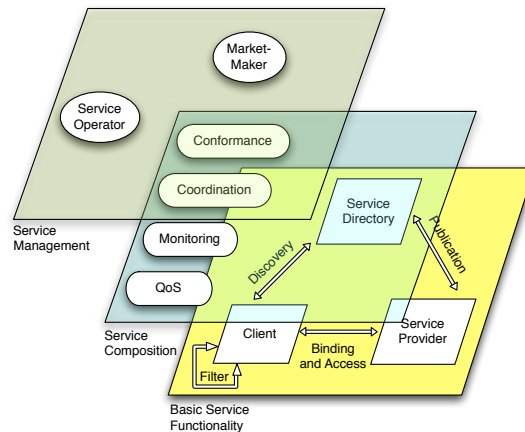 Market-
Maker
Service
Operator
Conformance
Coordination
Service
Management
Monitoring
QoS
Service
Composition
Service
Directory
Discovery
Publication
Client
Service
Provider
Binding
and Access
Filter
Basic Service
Functionality